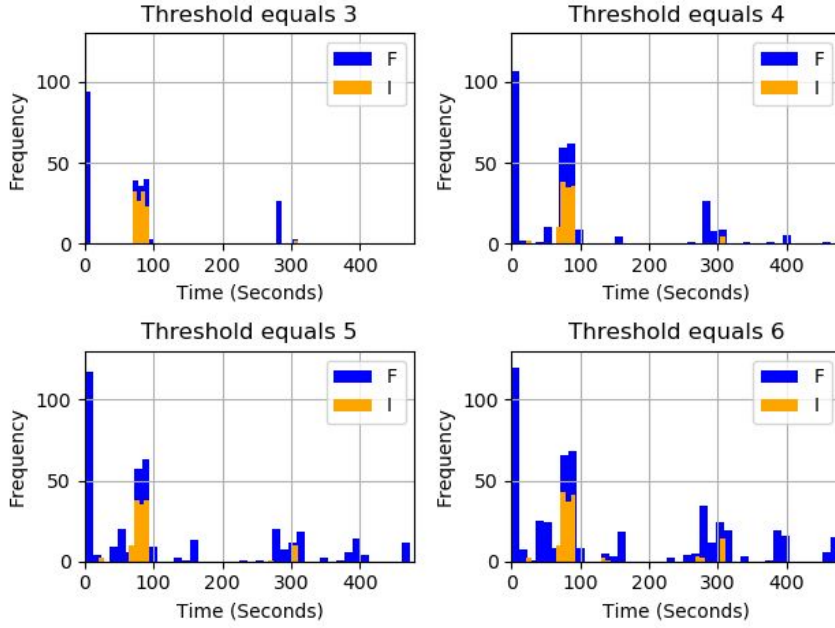 Threshold equals 3
Frequency
100
50
0
F
I
0 100 200 300 400
Time (Seconds)
Threshold equals 4
Frequency
100
50
0
F
I
0 100 200 300 400
Time (Seconds)
Threshold equals 5
Frequency
100
50
0
F
I
0 100 200 300 400
Time (Seconds)
Threshold equals 6
Frequency
100
50
0
F
I
0 100 200 300 400
Time (Seconds)